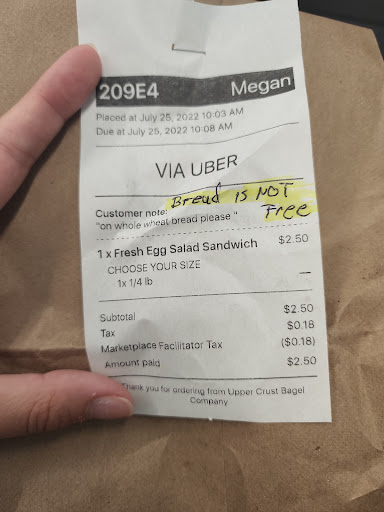 209E4 Megan
Placed at July 25, 2022 10:03 AM
Due at July 25, 2022 10:08 AM
VIA UBER
Bread is NOT
Free
Customer note:
"on whole wheat bread please "
1 x Fresh Egg Salad Sandwich $2.50
CHOOSE YOUR SIZE —
1x 1/4 lb
Subtotal $2.50
Tax $0.18
Marketplace Facilitator Tax ($0.18)
Amount paid $2.50
Thank you for ordering from Upper Crust Bagel
Company